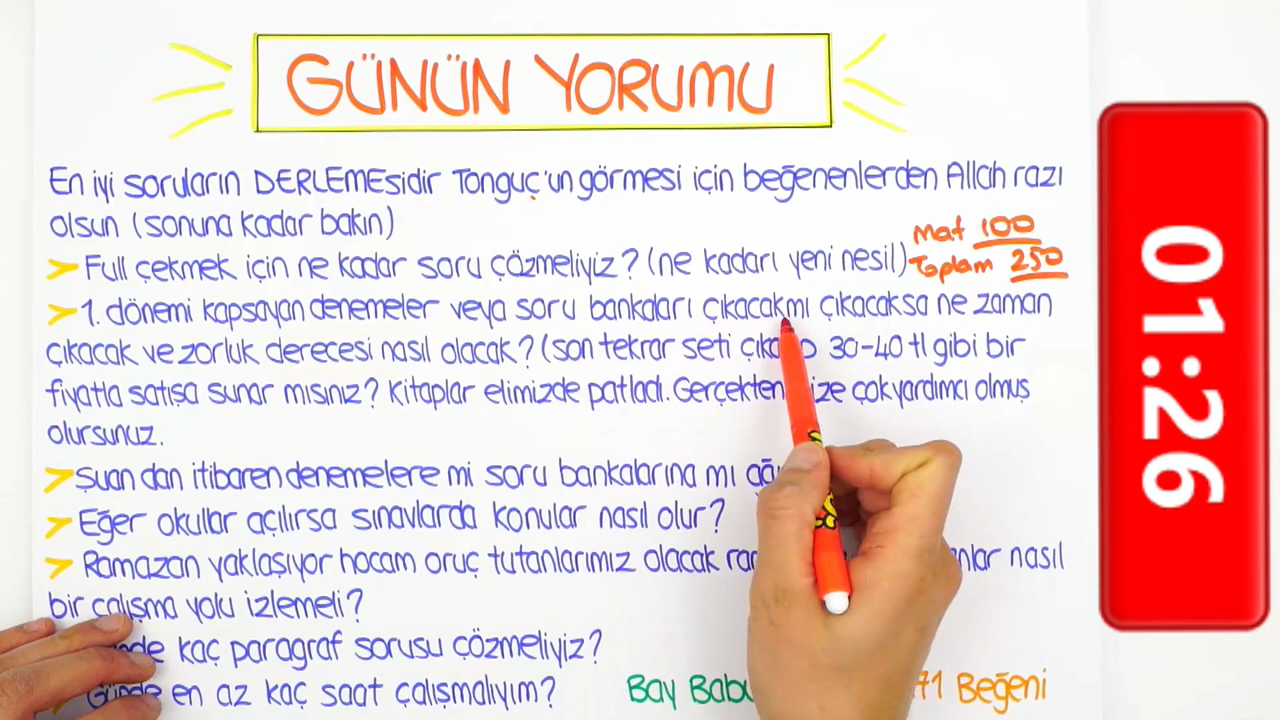 GÜNÜN YORUMU
En iyi soruların DERLEMEsidir Tonguç'un görmesi için beğenenlerden Allah razı
olsun (sonuna kadar bakın)
➤ Full çekmek için ne kadar soru çözmeliyiz? (ne kadarı yeni nesil)
Mat 100
Toplam 250
➤ 1. dönemi kapsayan denemeler veya soru bankaları çıkacakmı çıkacaksa ne zaman
çıkacak ve zorluk derecesi nasıl olacak? (son tekrar seti 30-40 tl gibi bir
fiyatla satışa sunar mısınız? Kitaplar elimizde patladı. Gerçekten çok yardımcı olmuş
olursunuz.
➤ Şuan dan itibaren denemelere mi soru bankalarına mı
➤ Eğer okullar açılırsa sınavlarda konular nasıl olur?
➤ Ramazan yaklaşıyor hocam oruç tutanlarımız olacak nasıl
bir çalışma yolu izlemeli?
kaç paragraf sorusu çözmeliyiz?
Günde en az kaç saat çalışmalıyım?
Bay Beğeni
01:26